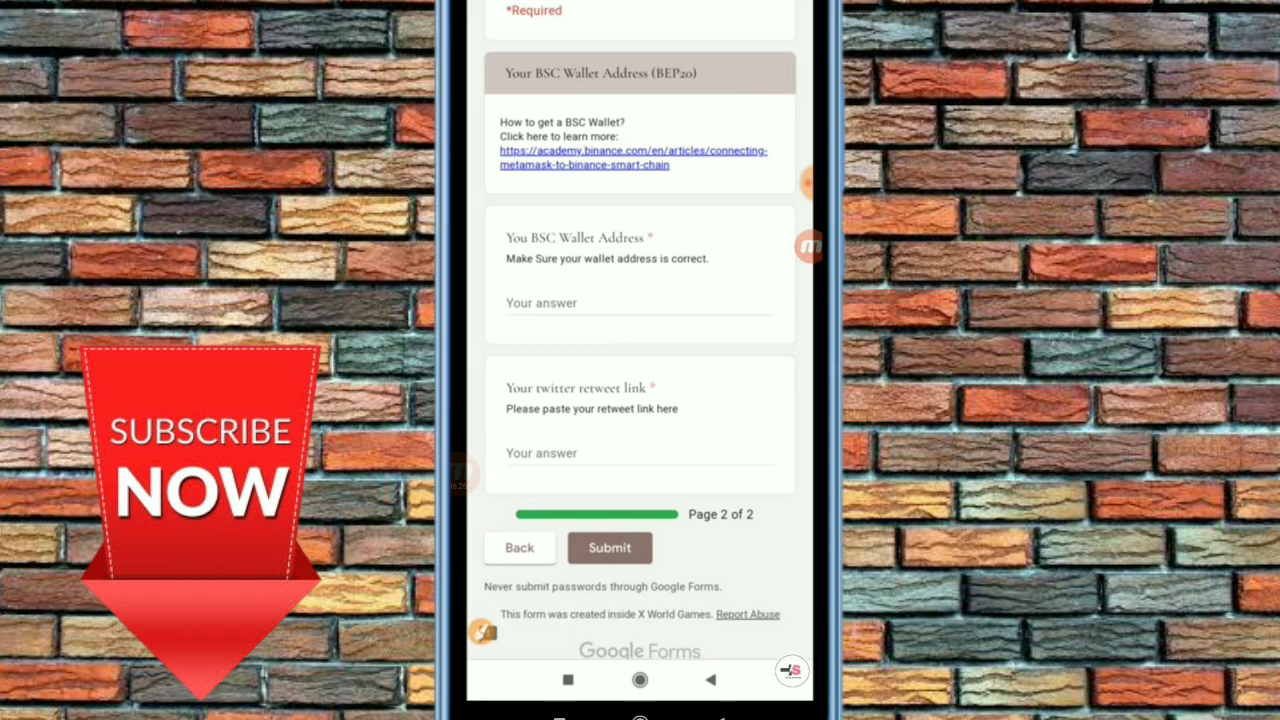 *Required
Your BSC Wallet Address (BEP20)
How to get a BSC Wallet?
Click here to learn more:
https://academy.binance.com/en/articles/connecting-
metamask-to-binance-smart-chain
You BSC Wallet Address *
Make Sure your wallet address is correct.
Your answer
Your twitter retweet link *
Please paste your retweet link here
Your answer
Page 2 of 2
Back
Submit
Never submit passwords through Google Forms.
This form was created inside X World Games. Report Abuse
Google Forms
SUBSCRIBE
NOW